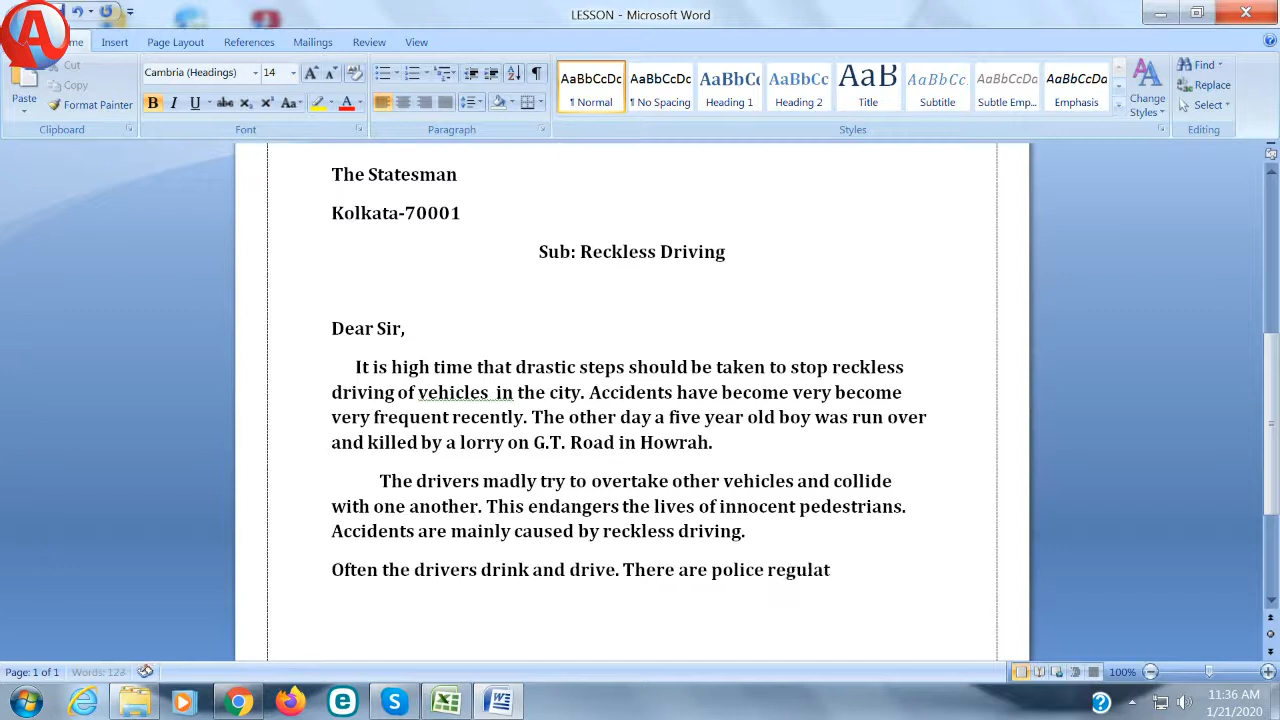 LESSON - Microsoft Word
Insert Page Layout References Mailings Review View
Cut
Copy
Format Painter
Paste
Clipboard
Cambria (Headings) 14
Font
Paragraph
AaBbCcDc AaBbCcDc AaBbC AaBbCc AaB AaBbCc. AaBbCcDa AaBbCcDc
¶ Normal ¶ No Spacing Heading 1 Heading 2 Title Subtitle Subtle Emp... Emphasis
Change Styles
Styles
Find
Replace
Select
Editing
The Statesman
Kolkata-70001
Sub: Reckless Driving
Dear Sir,
It is high time that drastic steps should be taken to stop reckless
driving of vehicles in the city. Accidents have become very become
very frequent recently. The other day a five year old boy was run over
and killed by a lorry on G.T. Road in Howrah.
The drivers madly try to overtake other vehicles and collide
with one another. This endangers the lives of innocent pedestrians.
Accidents are mainly caused by reckless driving.
Often the drivers drink and drive. There are police regulat
Page: 1 of 1 Words: 123
100%
11:36 AM
1/21/2020